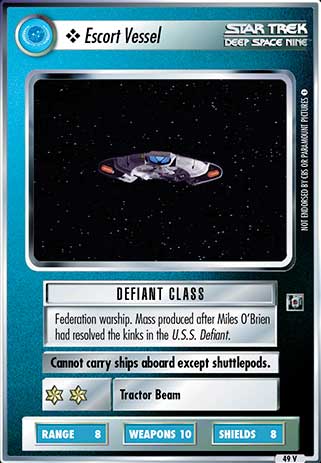 ❖ Escort Vessel
STAR TREK
DEEP SPACE NINE
NOT ENDORSED BY CBS OR PARAMOUNT PICTURES
DEFIANT CLASS
Federation warship. Mass produced after Miles O'Brien
had resolved the kinks in the U.S.S. Defiant.
Cannot carry ships aboard except shuttlepods.
Tractor Beam
RANGE 8 WEAPONS 10 SHIELDS 8
49 V